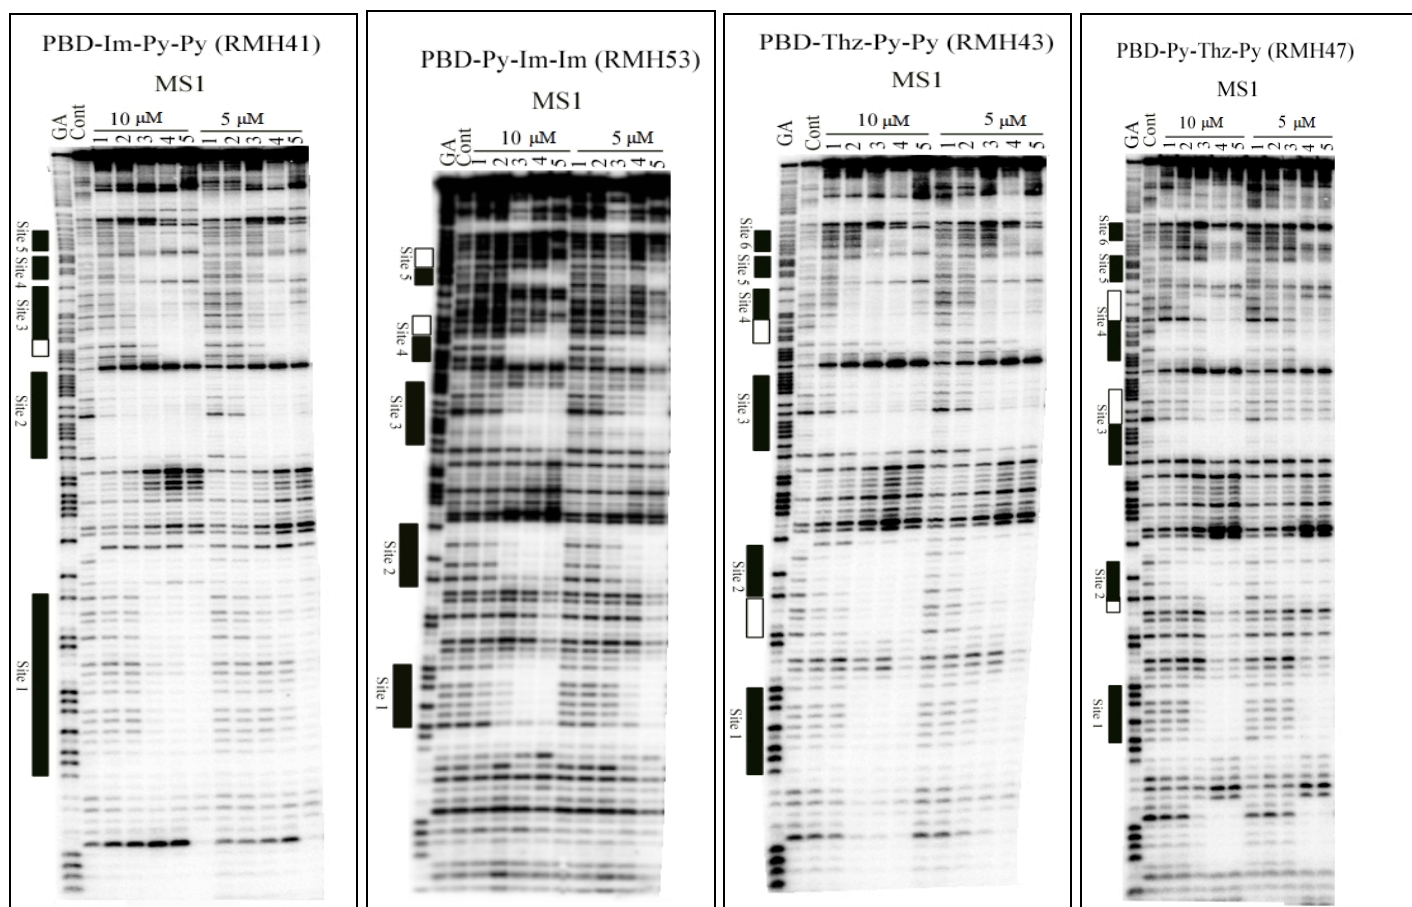 PBD-Im-Py-Py (RMH41)
MS1
10 µM 5 µM
GA Cont 1 2 3 4 5 1 2 3 4 5
Site 5
Site 4
Site 3
Site 2
Site 1
PBD-Py-Im-Im (RMH53)
MS1
10 µM 5 µM
GA Cont 1 2 3 4 5 1 2 3 4 5
Site 5
Site 4
Site 3
Site 2
Site 1
PBD-Thz-Py-Py (RMH43)
MS1
10 µM 5 µM
GA Cont 1 2 3 4 5 1 2 3 4 5
Site 6
Site 5
Site 4
Site 3
Site 2
Site 1
PBD-Py-Thz-Py (RMH47)
MS1
10 µM 5 µM
GA Cont 1 2 3 4 5 1 2 3 4 5
Site 6
Site 5
Site 4
Site 3
Site 2
Site 1